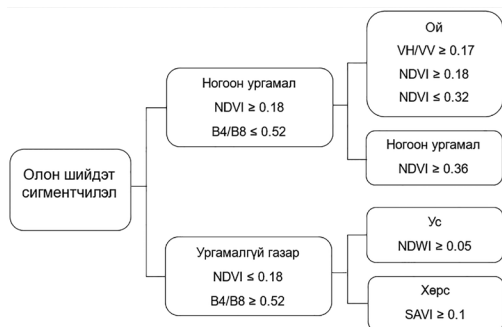 Олон шийдэт
сигментчилэл
Ногоон ургамал
NDVI ≥ 0.18
B4/B8 ≤ 0.52
Ой
VH/VV ≥ 0.17
NDVI ≥ 0.18
NDVI ≤ 0.32
Ногоон ургамал
NDVI ≥ 0.36
Ургамалгүй газар
NDVI ≤ 0.18
B4/B8 ≥ 0.52
Ус
NDWI ≥ 0.05
Хөрс
SAVI ≥ 0.1